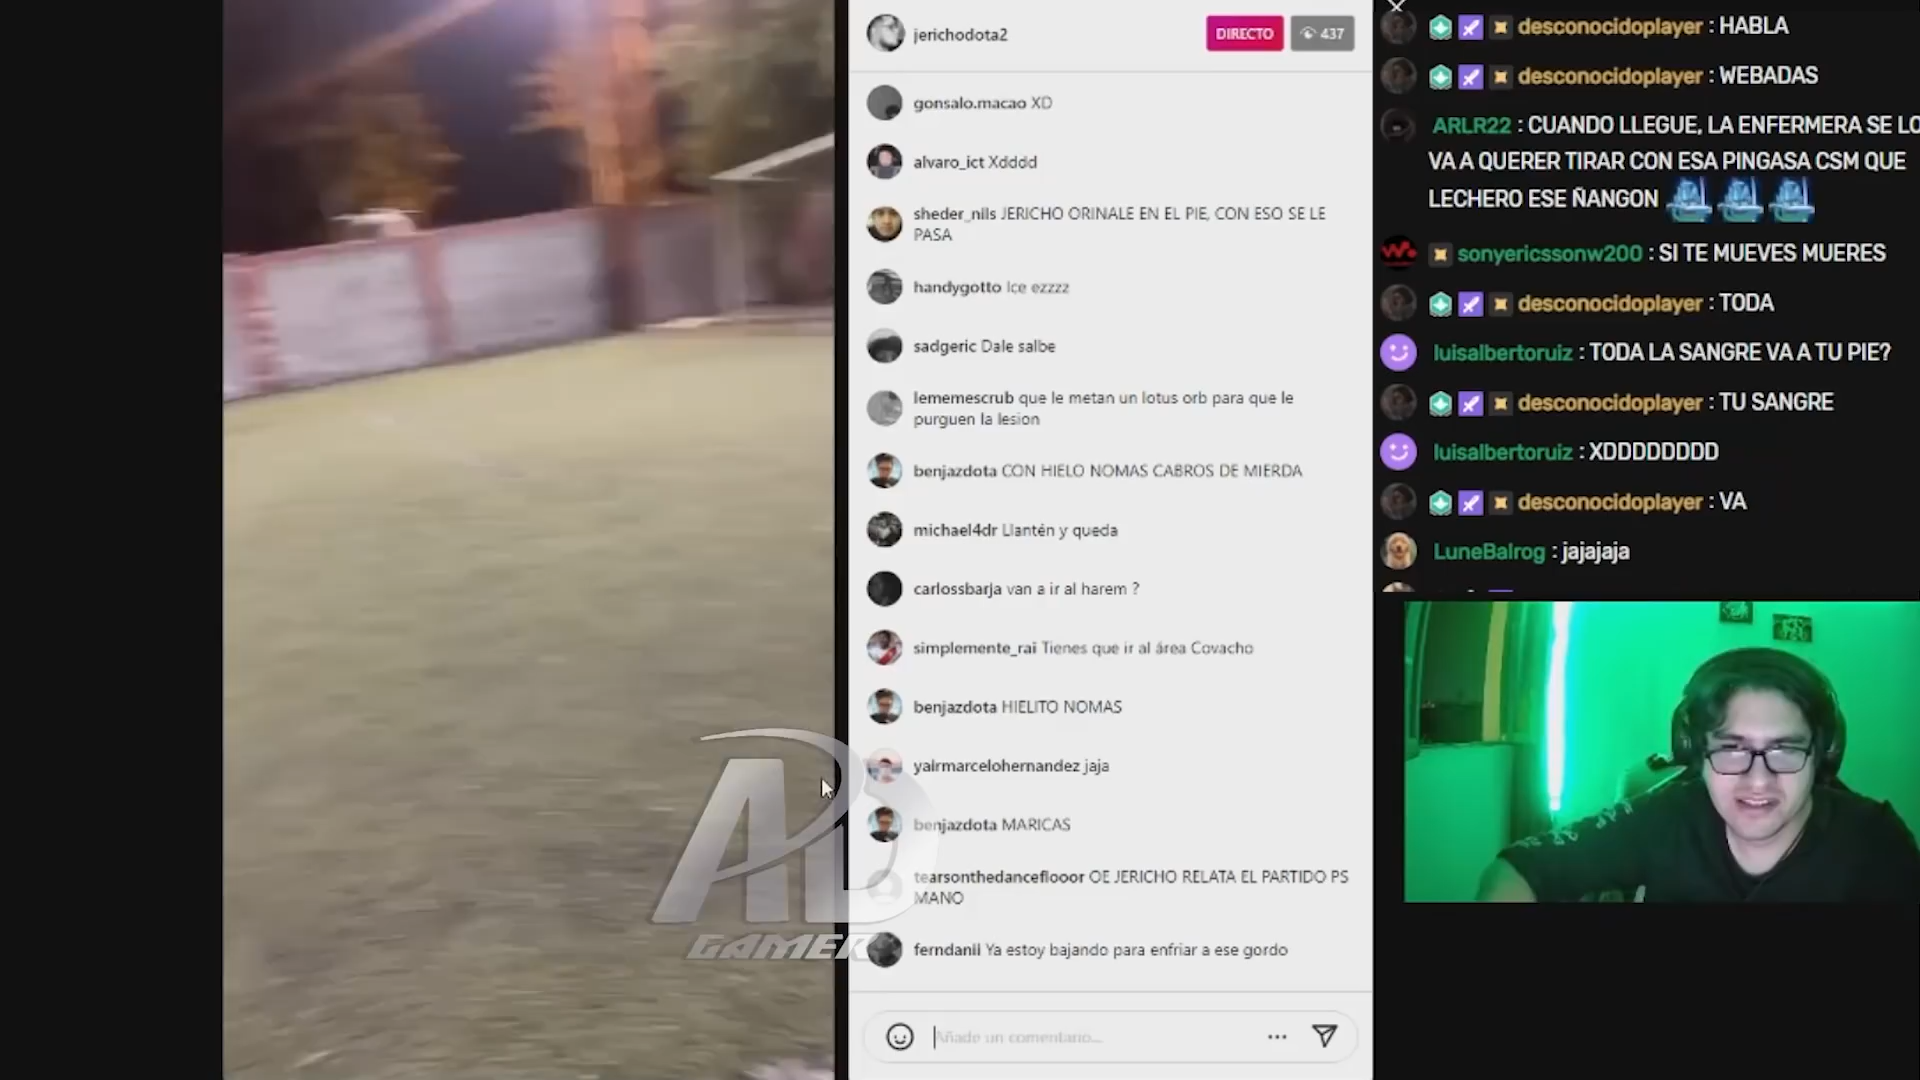 jerichodota2
DIRECTO
437
gonsalo.macao XD
alvaro_ict Xdddd
sheder_nils JERICHO ORINALE EN EL PIE, CON ESO SE LE
PASA
handygotto Ice ezzzz
sadgeric Dale salbe
lememescrub que le metan un lotus orb para que le
purguen la lesion
benjazdota CON HIELO NOMAS CABROS DE MIERDA
michael4dr Llantén y queda
carlossbarja van a ir al harem ?
simplemente_rai Tienes que ir al área Covacho
benjazdota HIELITO NOMAS
yairmarcelohernandez jaja
benjazdota MARICAS
tearsonthedanceflooor OE JERICHO RELATA EL PARTIDO PS
MANO
ferndanil Ya estoy bajando para enfriar a ese gordo
Añade un comentario...
desconocidoplayer : HABLA
desconocidoplayer : WEBADAS
ARLR22 : CUANDO LLEGUE, LA ENFERMERA SE LO
VA A QUERER TIRAR CON ESA PINGASA CSM QUE
LECHERO ESE ÑANGON
sonyericssonw200 : SI TE MUEVES MUERES
desconocidoplayer : TODA
luisalbertoruiz : TODA LA SANGRE VA A TU PIE?
desconocidoplayer : TU SANGRE
luisalbertoruiz : XDDDDDDDD
desconocidoplayer : VA
LuneBalrog : jajajaja
AD
GAMER